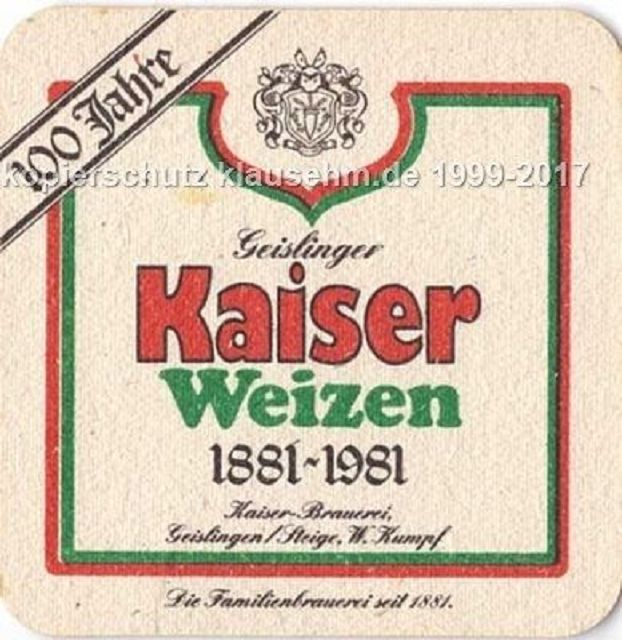 100 Jahre
kopierschutz klausehm.de 1999-2017
Geislinger
Kaiser
Weizen
1881-1981
Kaiser-Brauerei,
Geislingen/Steige, W. Kumpf
Die Familienbrauerei seit 1881.